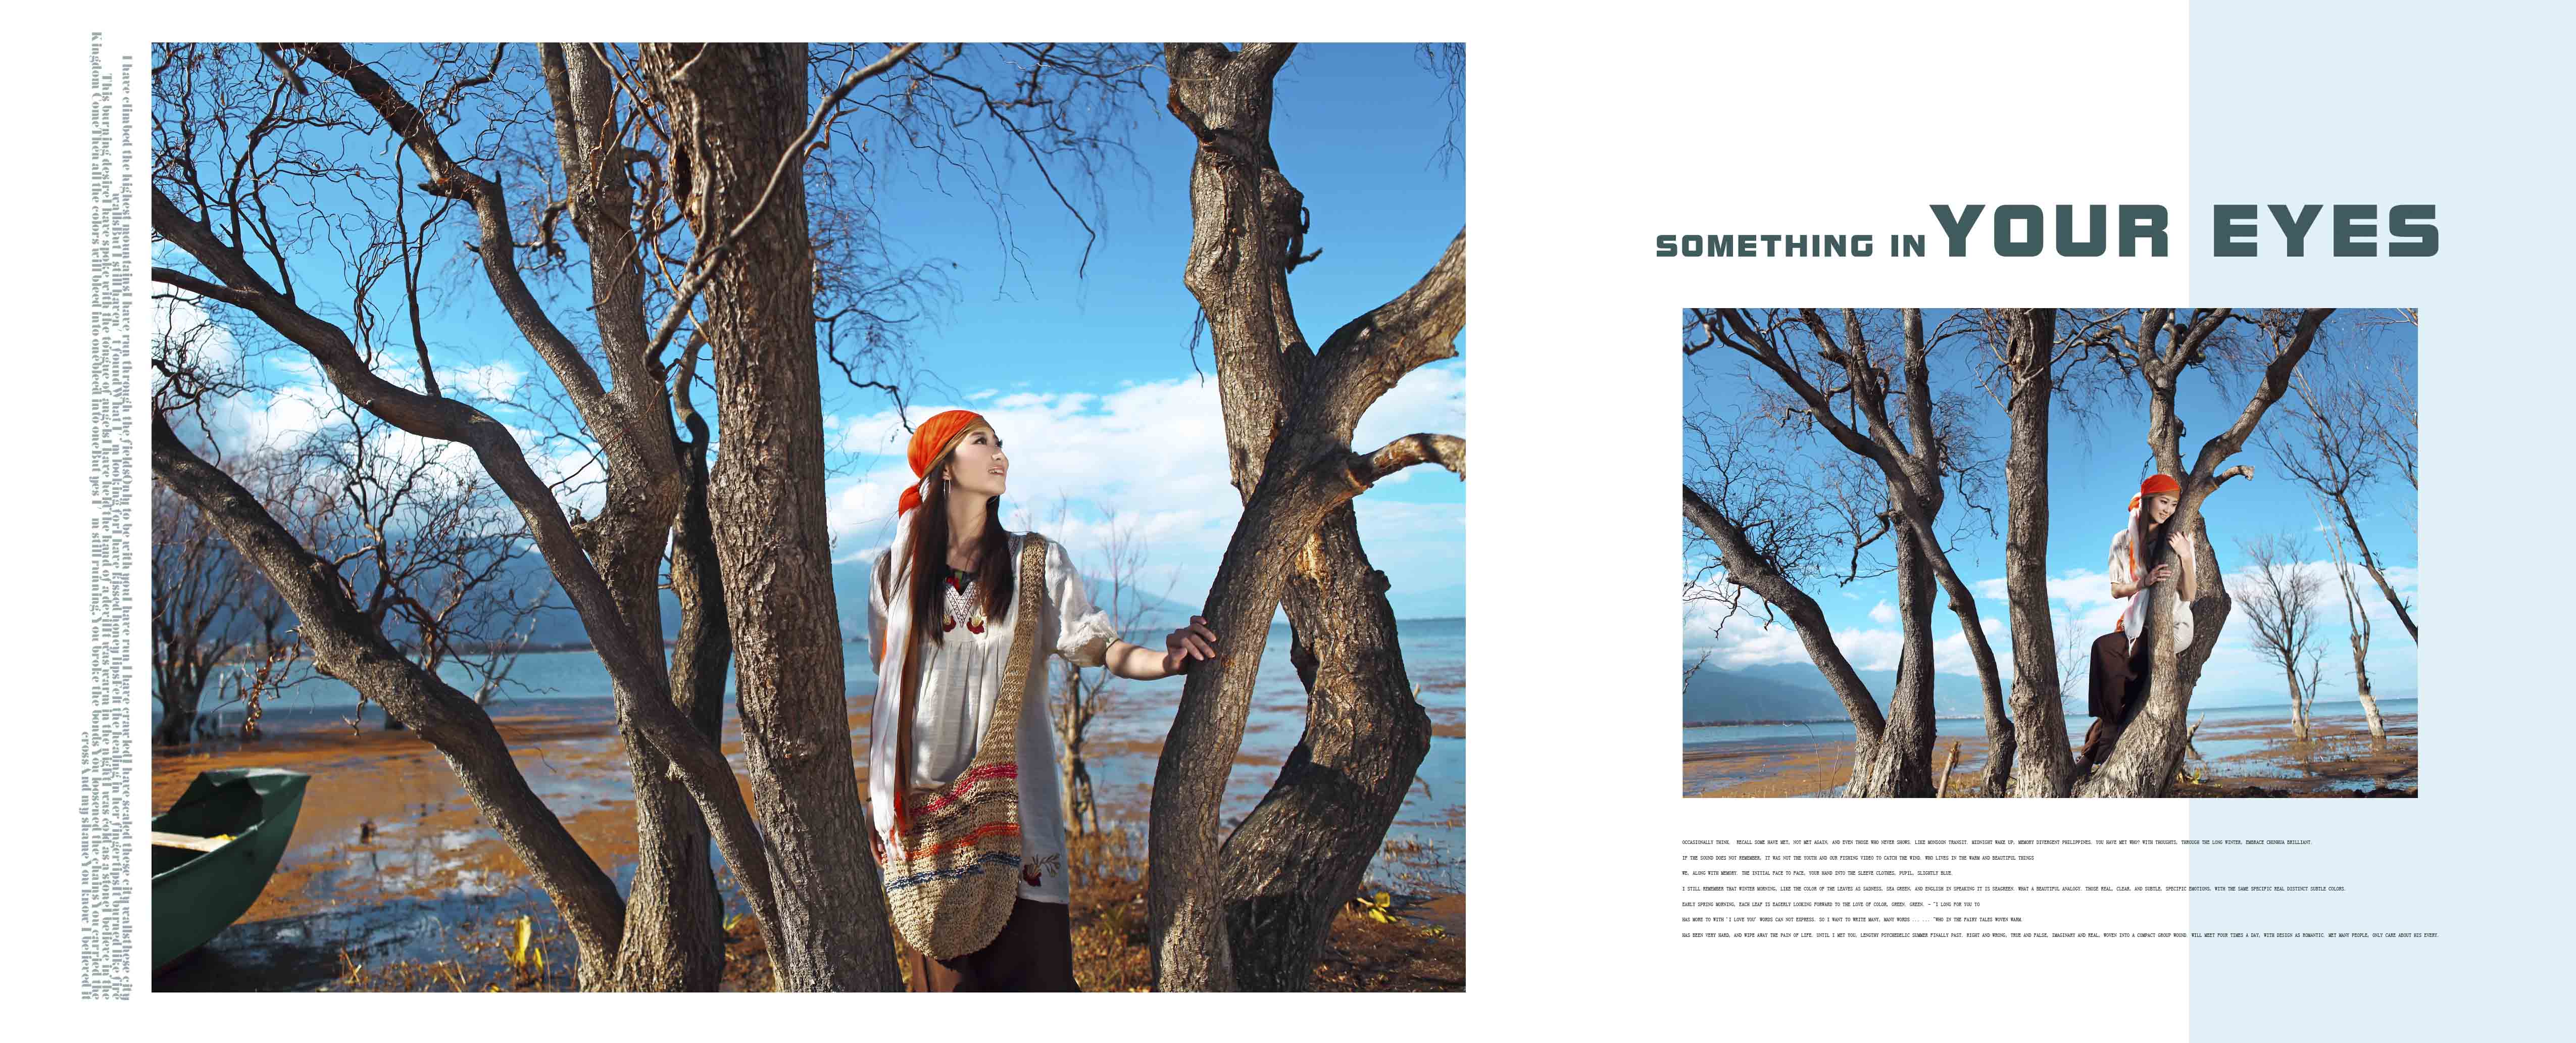 I have climbed the highest mountainsI have run through the fieldsOnly to be with youI have run I have crawledI have scaled these city wallsthese city
wallsBut I still haven't foundWhat I'm looking forI have kissed honey lipsFelt the healing in her fingertipsIt burned like fire
This burning desireI have spoke with the tongue of angelsI have held the hand of a devilIt was warm in the nightI was cold as a stoneI believe in the
Kingdom ComeThen all the colors will bleed into oneBleed into oneBut yes I'm still running.You broke the bondsYou loosened the chainsYou carried the
crossAnd my shameYou know I believed it
SOMETHING IN YOUR EYES
OCCASIONALLY THINK. RECALL SOME HAVE MET, NOT MET AGAIN, AND EVEN THOSE WHO NEVER SHOWS, LIKE MONSOON TRANSIT. MIDNIGHT WAKE UP, MEMORY DIVERGENT PHILIPPINES. YOU HAVE MET WHO? WITH THOUGHTS, THROUGH THE LONG WINTER, EMBRACE CHUNHUA BRILLIANT.
IF THE SOUND DOES NOT REMEMBER, IT WAS NOT THE YOUTH AND OUR FISHING VIDEO TO CATCH THE WIND, WHO LIVES IN THE WARM AND BEAUTIFUL THINGS
WE, ALONG WITH MEMORY. THE INITIAL FACE TO FACE, YOUR HAND INTO THE SLEEVE CLOTHES, PUPIL, SLIGHTLY BLUE.
I STILL REMEMBER THAT WINTER MORNING, LIKE THE COLOR OF THE LEAVES AS SADNESS, SEA GREEN, AND ENGLISH IN SPEAKING IT IS SEAGREEN. WHAT A BEAUTIFUL ANALOGY. THOSE REAL, CLEAR, AND SUBTLE, SPECIFIC EMOTIONS, WITH THE SAME SPECIFIC REAL DISTINCT SUBTLE COLORS.
EARLY SPRING MORNING, EACH LEAF IS EAGERLY LOOKING FORWARD TO THE LOVE OF COLOR, GREEN, GREEN. - "I LONG FOR YOU TO
HAS MORE TO WITH 'I LOVE YOU' WORDS CAN NOT EXPRESS. SO I WANT TO WRITE MANY, MANY WORDS ... ... "WHO IN THE FAIRY TALES WOVEN WARM
HAS BEEN VERY HARD, AND WIPE AWAY THE PAIN OF LIFE. UNTIL I MET YOU, LENGTHY PSYCHEDELIC SUMMER FINALLY PAST. RIGHT AND WRONG, TRUE AND FALSE, IMAGINARY AND REAL, WOVEN INTO A COMPACT GROUP WOUND. WILL MEET FOUR TIMES A DAY, WITH DESIGN AS ROMANTIC. MET MANY PEOPLE, ONLY CARE ABOUT HIS EVERY.